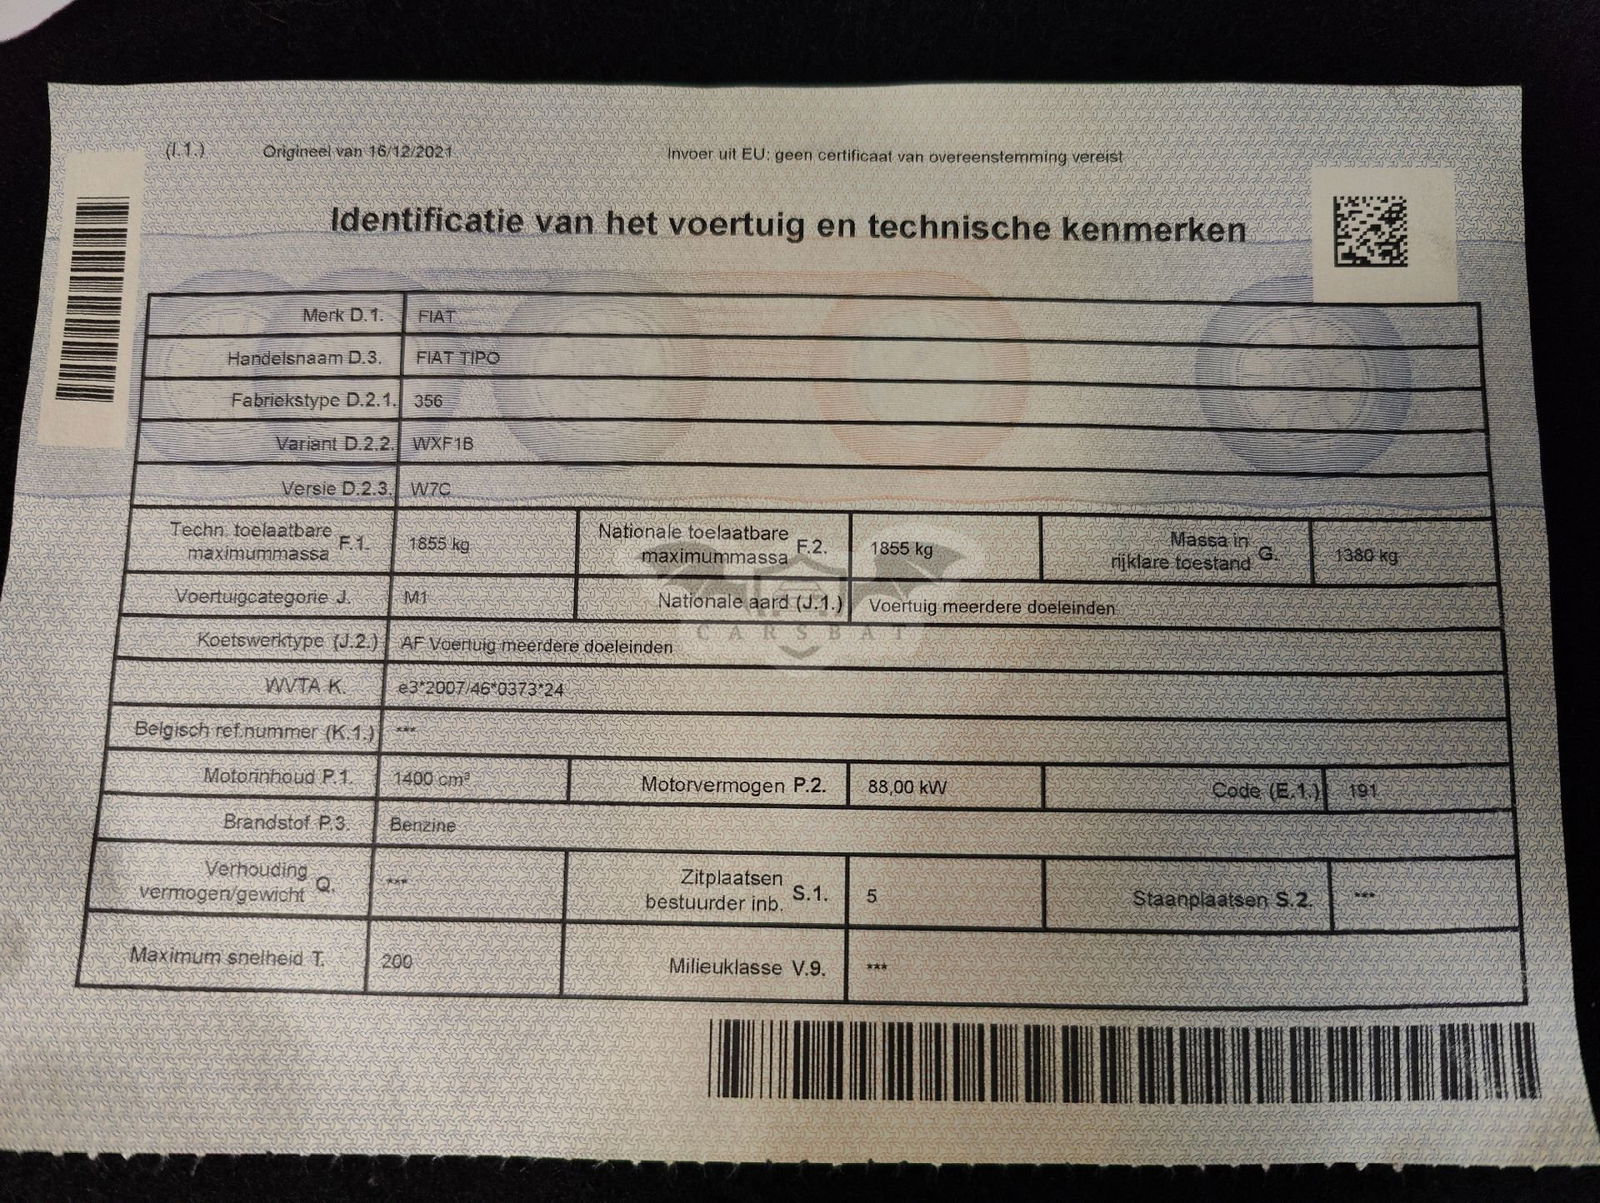 (I.1.) Origineel van 16/12/2021 Invoer uit EU: geen certificaat van overeenstemming vereist
Identificatie van het voertuig en technische kenmerken
Merk D.1. FIAT
Handelsnaam D.3. FIAT TIPO
Fabriekstype D.2.1. 356
Variant D.2.2. WXF1B
Versie D.2.3. W7C
Techn. toelaatbare maximummassa F.1. 1855 kg Nationale toelaatbare maximummassa F.2. 1855 kg Massa in rijklare toestand G. 1380 kg
Voertuigcategorie J. M1 Nationale aard (J.1.) Voertuig meerdere doeleinden
CARSBAT
Koetswerktype (J.2.) AF Voertuig meerdere doeleinden
WVTA K. e3*2007/46*0373*24
Belgisch ref.nummer (K.1.) ***
Motorinhoud P.1. 1400 cm³ Motorvermogen P.2. 88,00 kW Code (E.1.) 191
Brandstof P.3. Benzine
Verhouding vermogen/gewicht Q. *** Zitplaatsen bestuurder inb. S.1. 5 Staanplaatsen S.2. ***
Maximum snelheid T. 200 Milieuklasse V.9. ***